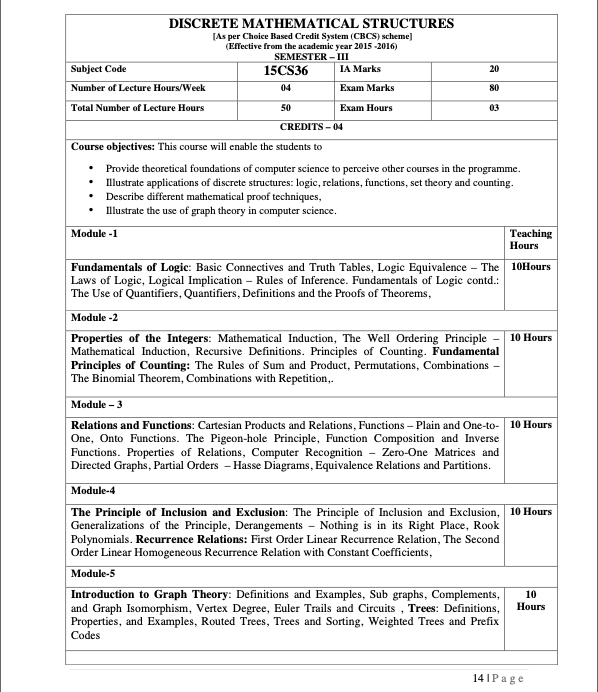 DISCRETE MATHEMATICAL STRUCTURES
[As per Choice Based Credit System (CBCS) scheme]
(Effective from the academic year 2015 -2016)
SEMESTER – III
Subject Code 15CS36 IA Marks 20
Number of Lecture Hours/Week 04 Exam Marks 80
Total Number of Lecture Hours 50 Exam Hours 03
CREDITS – 04
Course objectives: This course will enable the students to
• Provide theoretical foundations of computer science to perceive other courses in the programme.
• Illustrate applications of discrete structures: logic, relations, functions, set theory and counting.
• Describe different mathematical proof techniques,
• Illustrate the use of graph theory in computer science.
Module -1 Teaching
Hours
Fundamentals of Logic: Basic Connectives and Truth Tables, Logic Equivalence – The 10Hours
Laws of Logic, Logical Implication – Rules of Inference. Fundamentals of Logic contd.:
The Use of Quantifiers, Quantifiers, Definitions and the Proofs of Theorems,
Module -2
Properties of the Integers: Mathematical Induction, The Well Ordering Principle – 10 Hours
Mathematical Induction, Recursive Definitions. Principles of Counting. Fundamental
Principles of Counting: The Rules of Sum and Product, Permutations, Combinations –
The Binomial Theorem, Combinations with Repetition,.
Module – 3
Relations and Functions: Cartesian Products and Relations, Functions – Plain and One-to- 10 Hours
One, Onto Functions. The Pigeon-hole Principle, Function Composition and Inverse
Functions. Properties of Relations, Computer Recognition – Zero-One Matrices and
Directed Graphs, Partial Orders – Hasse Diagrams, Equivalence Relations and Partitions.
Module-4
The Principle of Inclusion and Exclusion: The Principle of Inclusion and Exclusion, 10 Hours
Generalizations of the Principle, Derangements – Nothing is in its Right Place, Rook
Polynomials. Recurrence Relations: First Order Linear Recurrence Relation, The Second
Order Linear Homogeneous Recurrence Relation with Constant Coefficients,
Module-5
Introduction to Graph Theory: Definitions and Examples, Sub graphs, Complements, 10
and Graph Isomorphism, Vertex Degree, Euler Trails and Circuits , Trees: Definitions, Hours
Properties, and Examples, Routed Trees, Trees and Sorting, Weighted Trees and Prefix
Codes
14 | Page